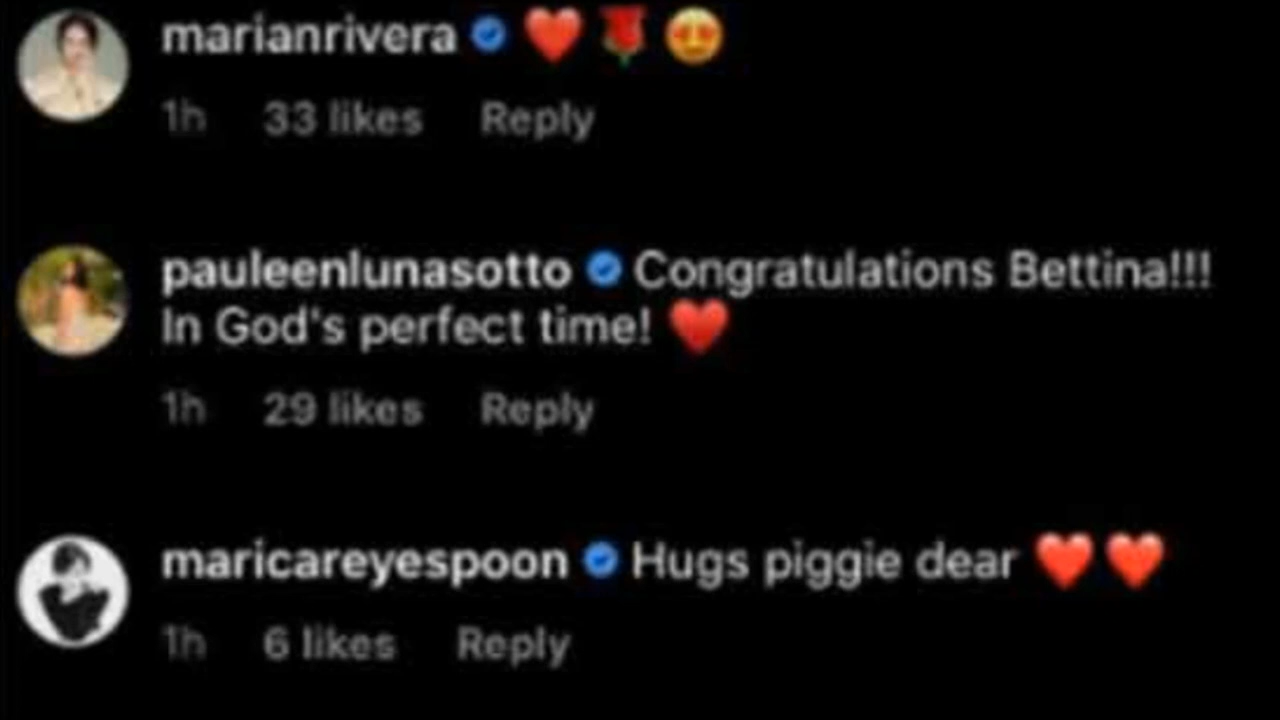 marianrivera ❤️ 🌹 😍
1h 33 likes Reply
pauleenlunasotto Congratulations Bettina!!!
In God's perfect time! ❤️
1h 29 likes Reply
maricareyespoon Hugs piggie dear ❤️❤️
1h 6 likes Reply